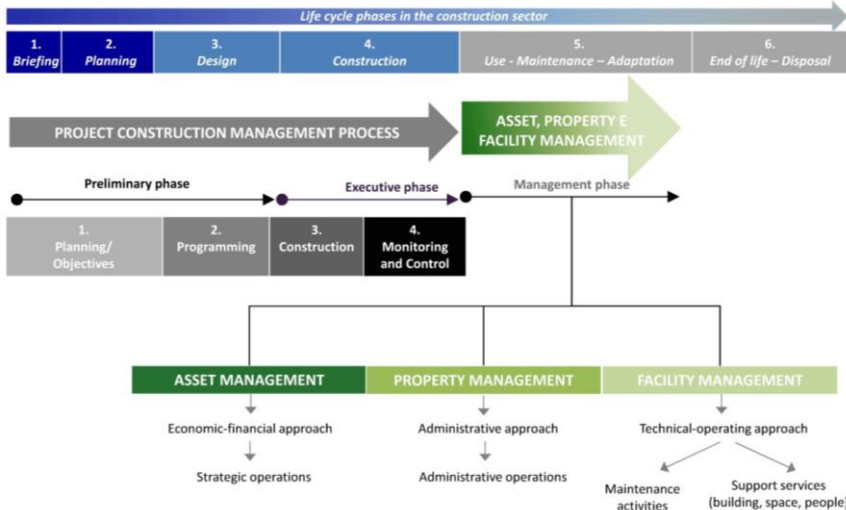 Life cycle phases in the construction sector
1.
Briefing
2.
Planning
3.
Design
4.
Construction
5.
Use - Maintenance – Adaptation
6.
End of life – Disposal
PROJECT CONSTRUCTION MANAGEMENT PROCESS
ASSET, PROPERTY E
FACILITY MANAGEMENT
Preliminary phase
Executive phase
Management phase
1.
Planning/
Objectives
2.
Programming
3.
Construction
4.
Monitoring
and Control
ASSET MANAGEMENT
PROPERTY MANAGEMENT
FACILITY MANAGEMENT
Economic-financial approach
Administrative approach
Technical-operating approach
Strategic operations
Administrative operations
Maintenance
activities
Support services
(building, space, people)